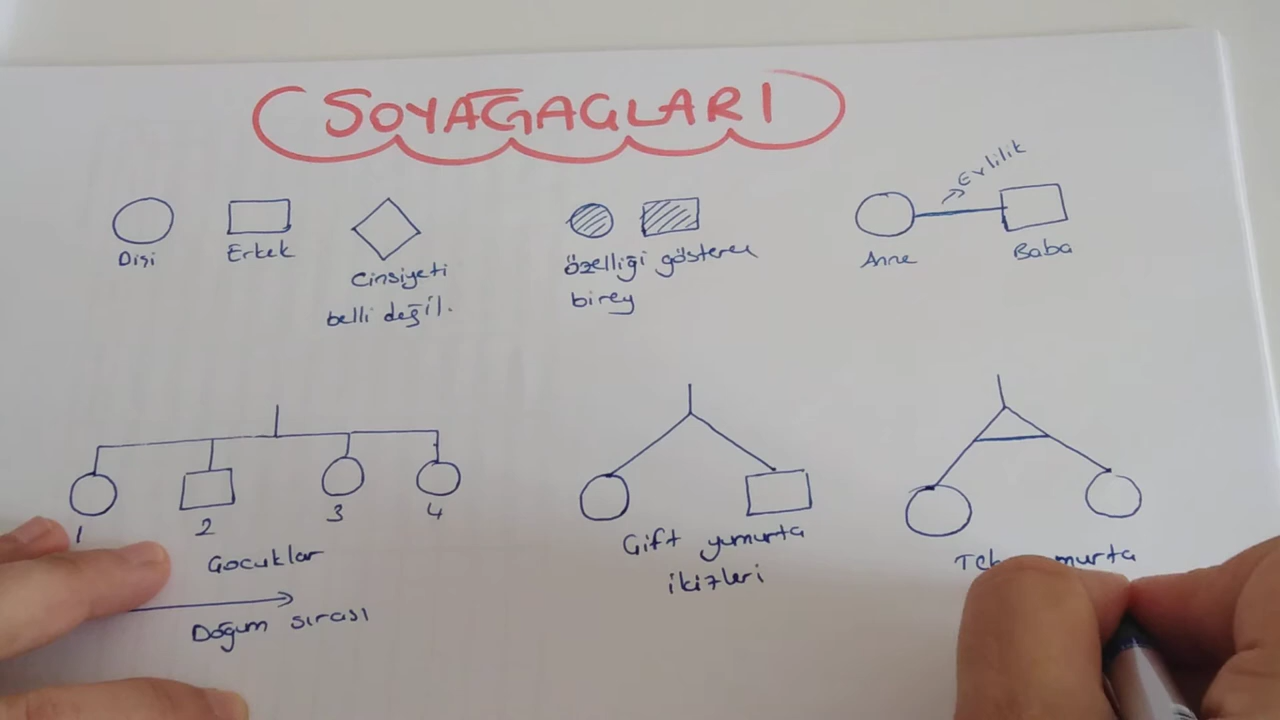 SOYAĞAÇLARI
Dişi
Erkek
Cinsiyeti
belli değil.
özelliği gösteren
birey
Evlilik
Anne
Baba
1 2 3 4
Çocuklar
Doğum sırası
Çift yumurta
ikizleri